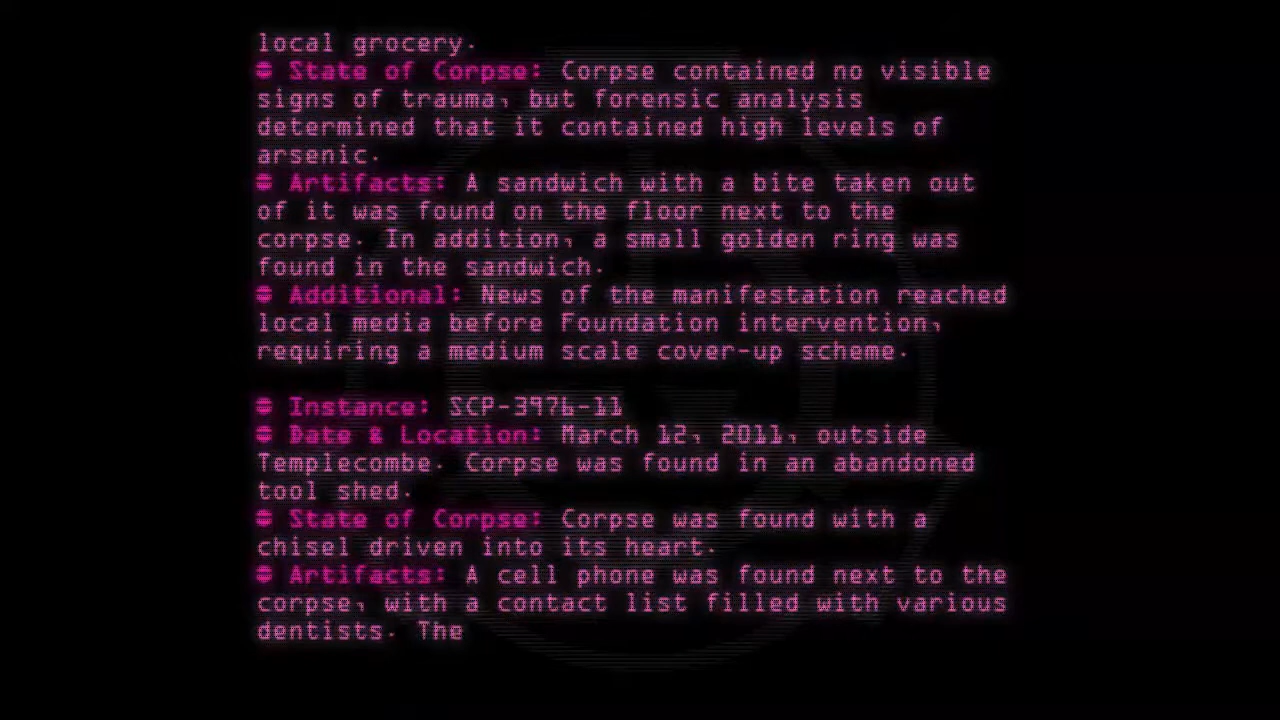 local grocery.
● State of Corpse: Corpse contained no visible
signs of trauma, but forensic analysis
determined that it contained high levels of
arsenic.
● Artifacts: A sandwich with a bite taken out
of it was found on the floor next to the
corpse. In addition, a small golden ring was
found in the sandwich.
● Additional: News of the manifestation reached
local media before Foundation intervention,
requiring a medium scale cover-up scheme.
● Instance: SCP-3976-11
● Date & Location: March 12, 2011, outside
Templecombe. Corpse was found in an abandoned
tool shed.
● State of Corpse: Corpse was found with a
chisel driven into its heart.
● Artifacts: A cell phone was found next to the
corpse, with a contact list filled with various
dentists. The